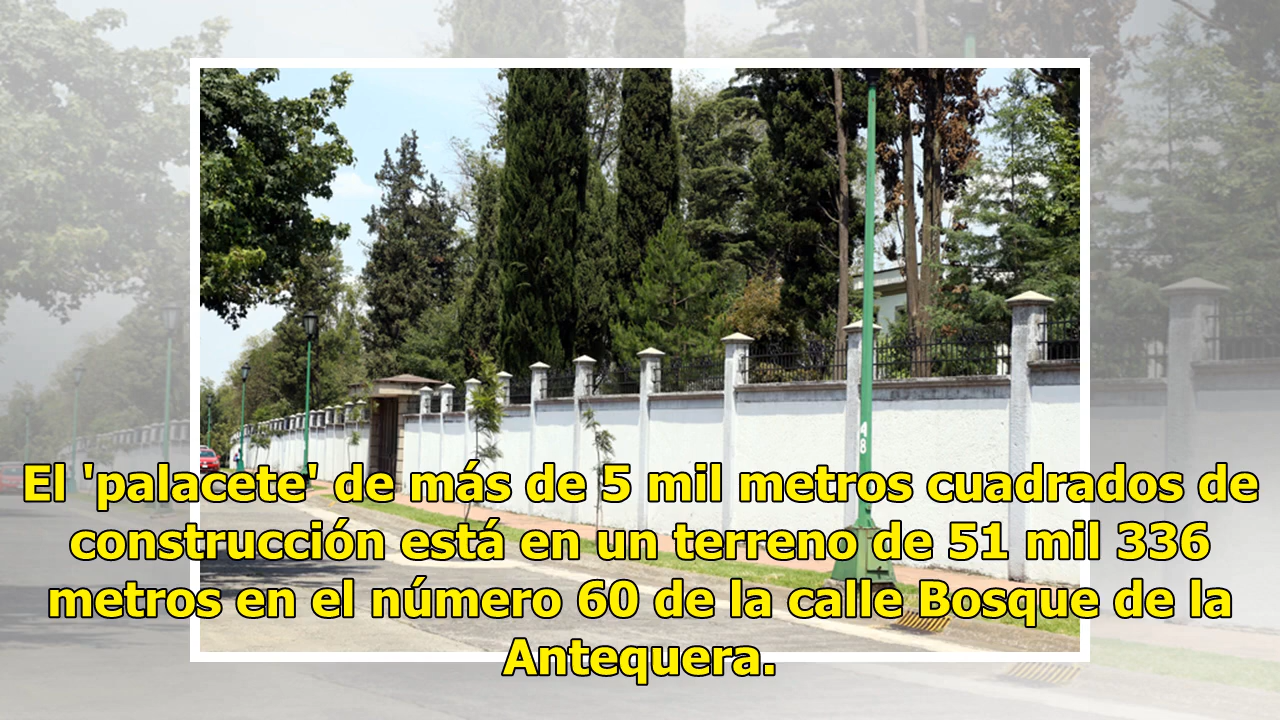 A
8
El 'palacete' de más de 5 mil metros cuadrados de
construcción está en un terreno de 51 mil 336
metros en el número 60 de la calle Bosque de la
Antequera.